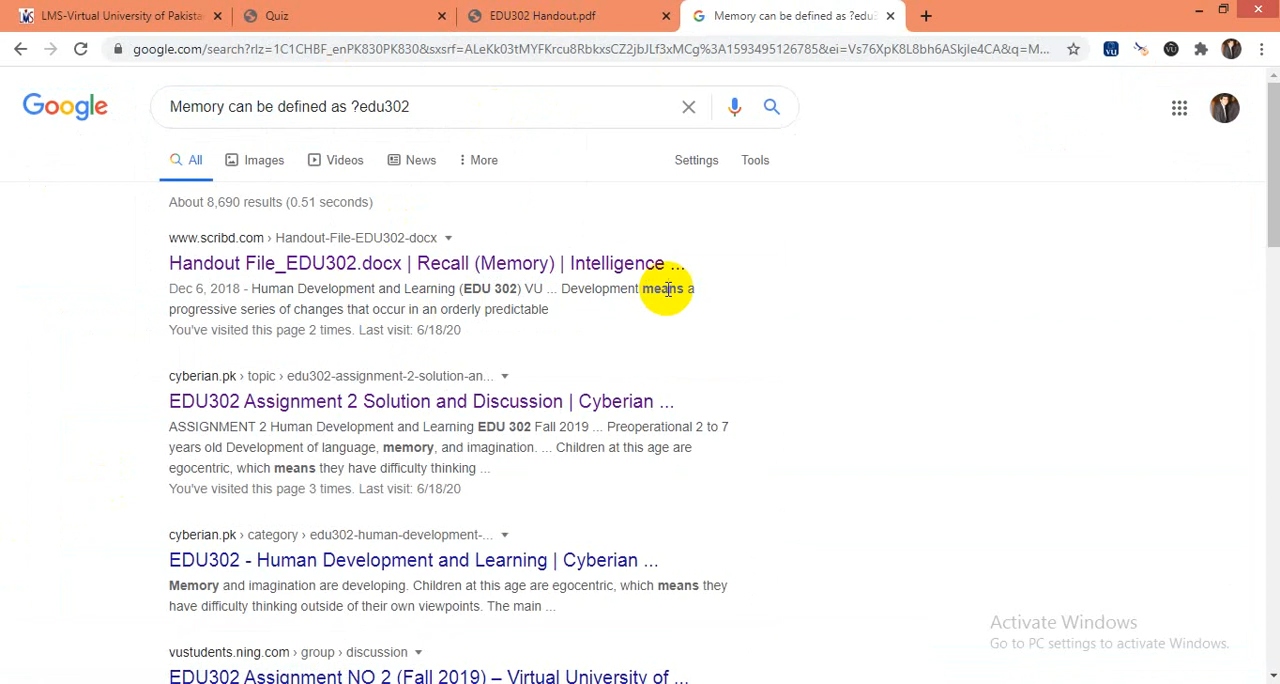 LMS-Virtual University of Pakista
Quiz
EDU302 Handout.pdf
Memory can be defined as ?edu3
google.com/search?rlz=1C1CHBF_enPK830PK830&sxsrf=ALeKk03tMYFKrcu8RbkxsCZ2jbJLf3xMCg%3A1593495126785&ei=Vs76XpK8L8bh6ASkjIe4CA&q=M...
Google
Memory can be defined as ?edu302
All
Images
Videos
News
More
Settings
Tools
About 8,690 results (0.51 seconds)
www.scribd.com › Handout-File-EDU302-docx
Handout File_EDU302.docx | Recall (Memory) | Intelligence ...
Dec 6, 2018 - Human Development and Learning (EDU 302) VU ... Development means a
progressive series of changes that occur in an orderly predictable
You've visited this page 2 times. Last visit: 6/18/20
cyberian.pk › topic › edu302-assignment-2-solution-an...
EDU302 Assignment 2 Solution and Discussion | Cyberian ...
ASSIGNMENT 2 Human Development and Learning EDU 302 Fall 2019 ... Preoperational 2 to 7
years old Development of language, memory, and imagination. ... Children at this age are
egocentric, which means they have difficulty thinking ...
You've visited this page 3 times. Last visit: 6/18/20
cyberian.pk › category › edu302-human-development-...
EDU302 - Human Development and Learning | Cyberian ...
Memory and imagination are developing. Children at this age are egocentric, which means they
have difficulty thinking outside of their own viewpoints. The main ...
Activate Windows
Go to PC settings to activate Windows.
vustudents.ning.com › group › discussion
EDU302 Assignment NO 2 (Fall 2019) – Virtual University of ...